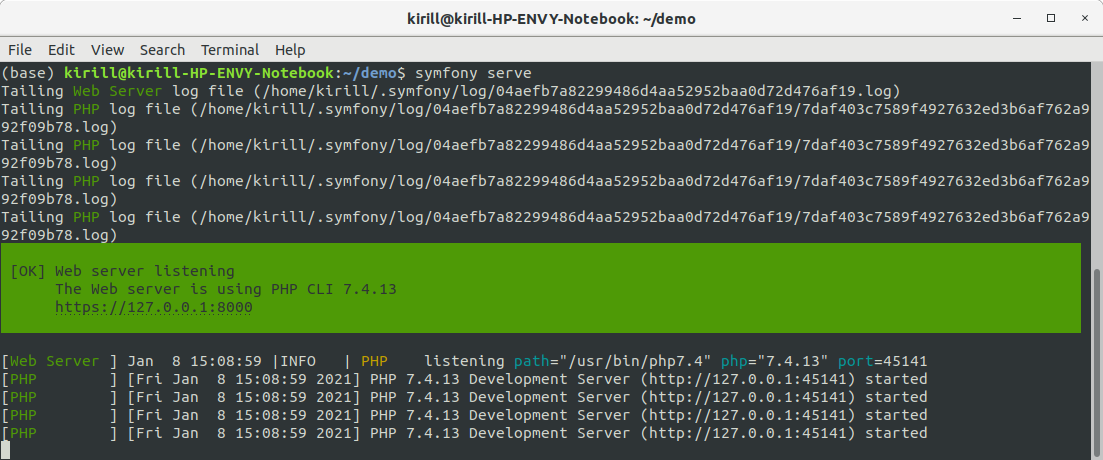 kirill@kirill-HP-ENVY-Notebook: ~/demo
File Edit View Search Terminal Help
(base) kirill@kirill-HP-ENVY-Notebook:~/demo$ symfony serve
Tailing Web Server log file (/home/kirill/.symfony/log/04aefb7a82299486d4aa52952baa0d72d476af19.log)
Tailing PHP log file (/home/kirill/.symfony/log/04aefb7a82299486d4aa52952baa0d72d476af19/7daf403c7589f4927632ed3b6af762a9
92f09b78.log)
Tailing PHP log file (/home/kirill/.symfony/log/04aefb7a82299486d4aa52952baa0d72d476af19/7daf403c7589f4927632ed3b6af762a9
92f09b78.log)
Tailing PHP log file (/home/kirill/.symfony/log/04aefb7a82299486d4aa52952baa0d72d476af19/7daf403c7589f4927632ed3b6af762a9
92f09b78.log)
Tailing PHP log file (/home/kirill/.symfony/log/04aefb7a82299486d4aa52952baa0d72d476af19/7daf403c7589f4927632ed3b6af762a9
92f09b78.log)
[OK] Web server listening
The Web server is using PHP CLI 7.4.13
https://127.0.0.1:8000
[Web Server ] Jan  8 15:08:59 |INFO   | PHP    listening path="/usr/bin/php7.4" php="7.4.13" port=45141
[PHP        ] [Fri Jan  8 15:08:59 2021] PHP 7.4.13 Development Server (http://127.0.0.1:45141) started
[PHP        ] [Fri Jan  8 15:08:59 2021] PHP 7.4.13 Development Server (http://127.0.0.1:45141) started
[PHP        ] [Fri Jan  8 15:08:59 2021] PHP 7.4.13 Development Server (http://127.0.0.1:45141) started
[PHP        ] [Fri Jan  8 15:08:59 2021] PHP 7.4.13 Development Server (http://127.0.0.1:45141) started